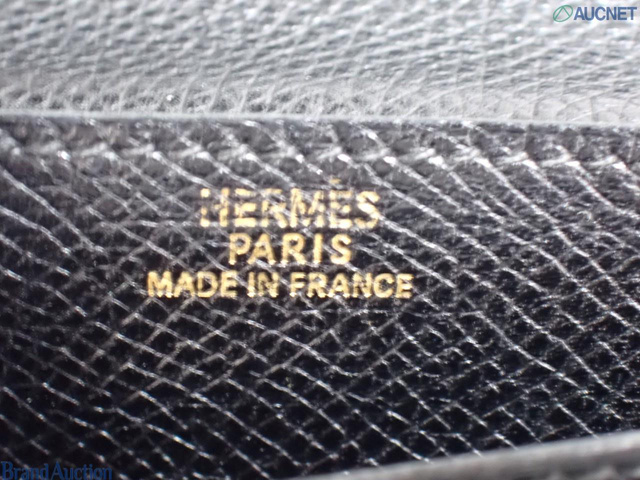 AUCNET
HERMÈS
PARIS
MADE IN FRANCE
Brand Auction